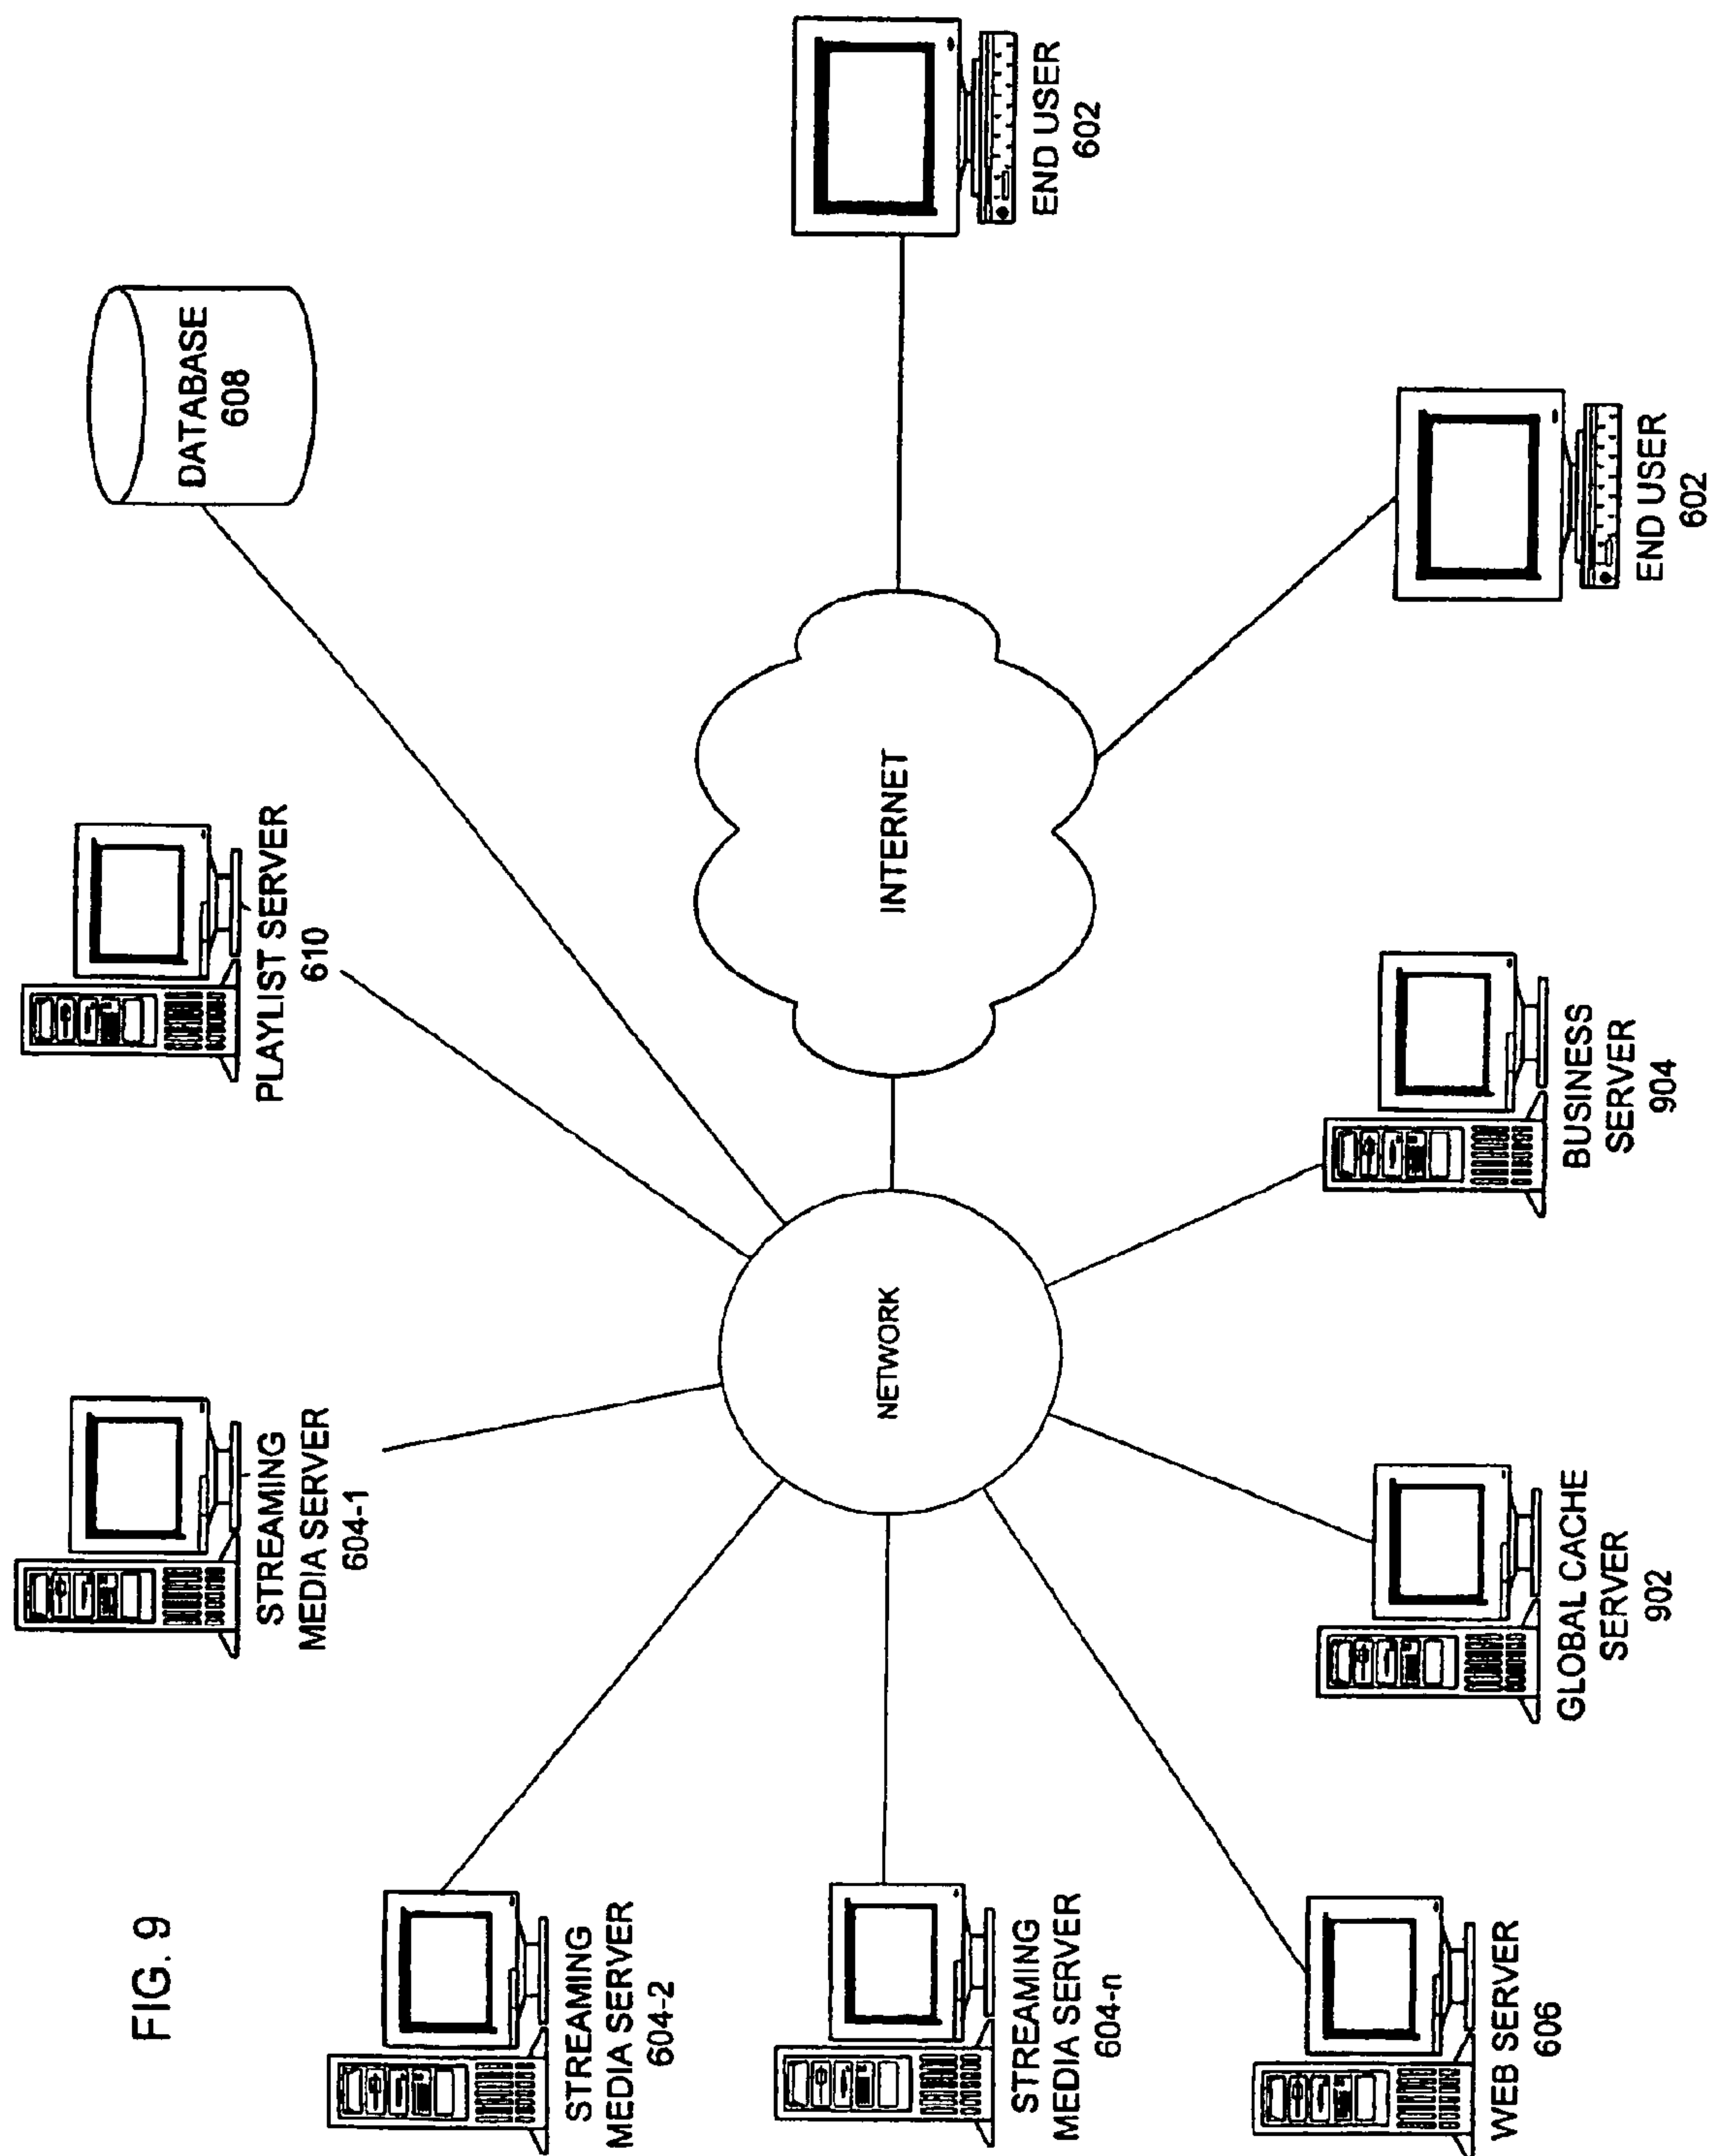 FIG. 9
STREAMING
MEDIA SERVER
604-1
PLAYLIST SERVER
610
DATABASE
608
STREAMING
MEDIA SERVER
604-2
STREAMING
MEDIA SERVER
604-n
NETWORK
INTERNET
END USER
602
WEB SERVER
606
GLOBAL CACHE
SERVER
902
BUSINESS
SERVER
904
END USER
602